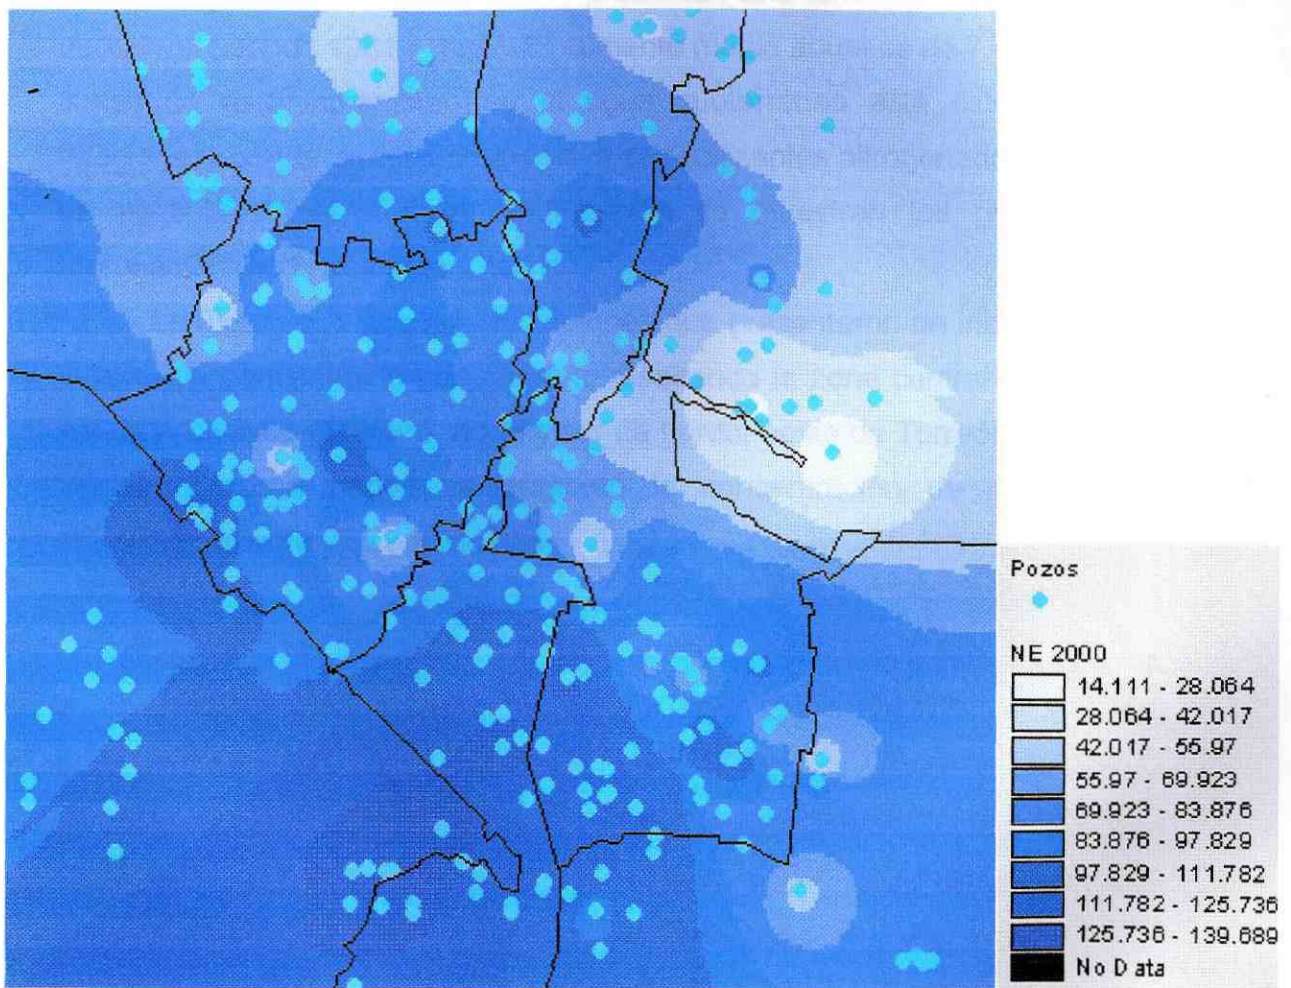 Pozos
NE 2000
14.111 - 28.064
28.064 - 42.017
42.017 - 55.97
55.97 - 69.923
69.923 - 83.876
83.876 - 97.829
97.829 - 111.782
111.782 - 125.736
125.736 - 139.689
No Data